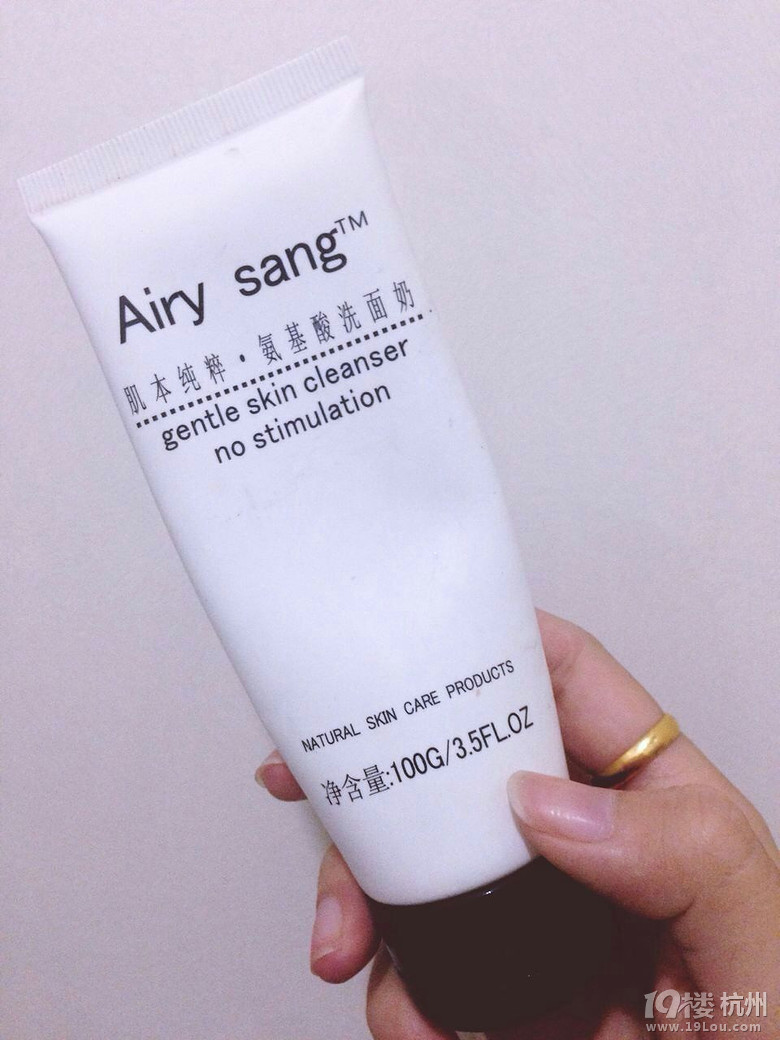 Airy sang™
肌本纯粹·氨基酸洗面奶
gentle skin cleanser
no stimulation
NATURAL SKIN CARE PRODUCTS
净含量:100G/3.5FL.OZ
19楼 杭州
www.19Lou.com